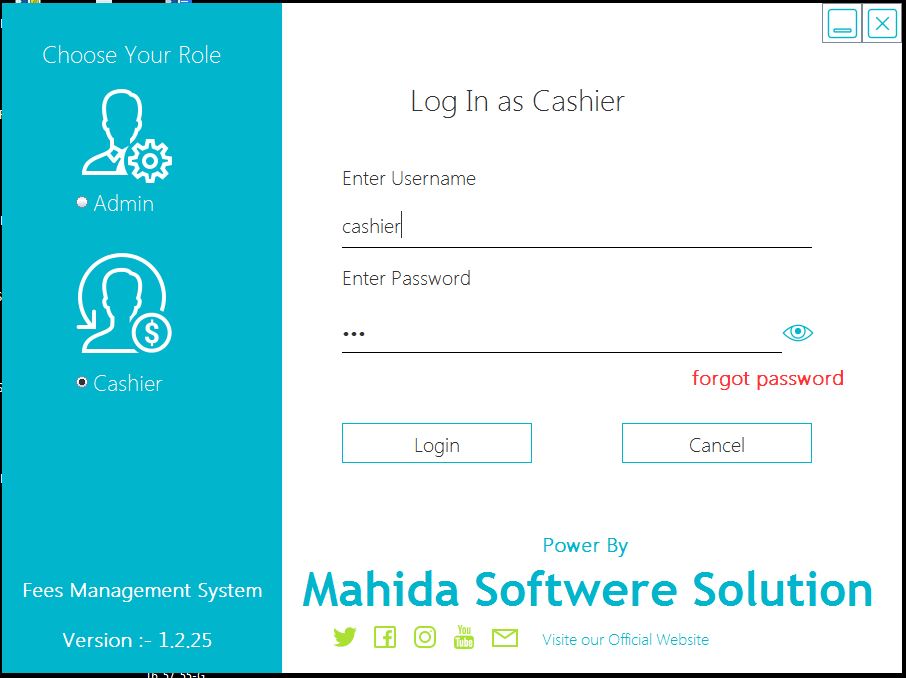 Choose Your Role
Admin
Cashier
Fees Management System
Version :- 1.2.25
Log In as Cashier
Enter Username
cashier
Enter Password
•••
forgot password
Login
Cancel
Power By
Mahida Softwere Solution
You
Tube
Visite our Official Website